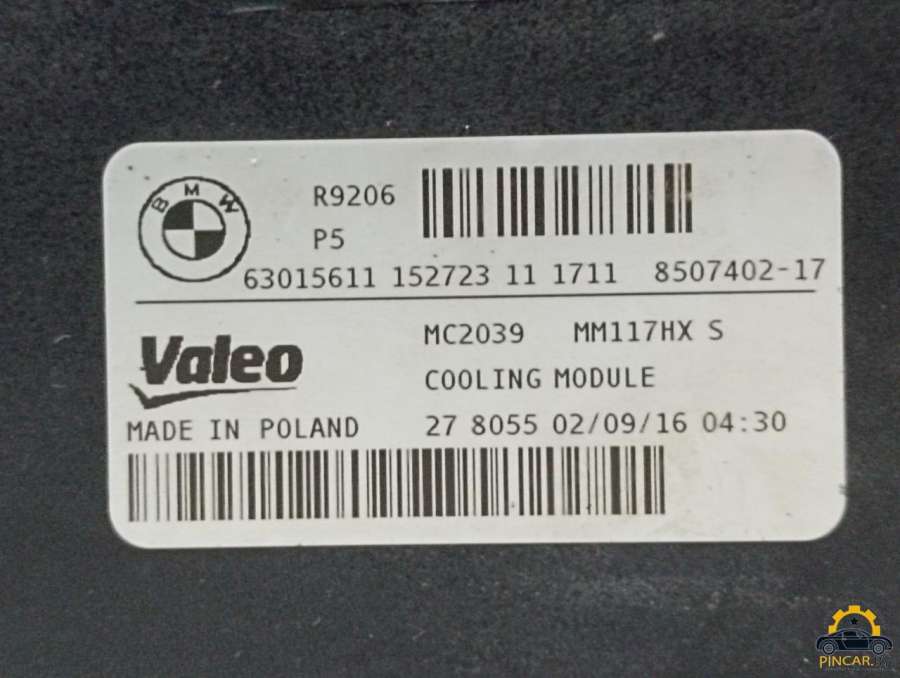 BMW
R9206
P5
63015611 152723 11 1711 8507402-17
Valeo
MC2039 MM117HX S
COOLING MODULE
MADE IN POLAND
27 8055 02/09/16 04:30